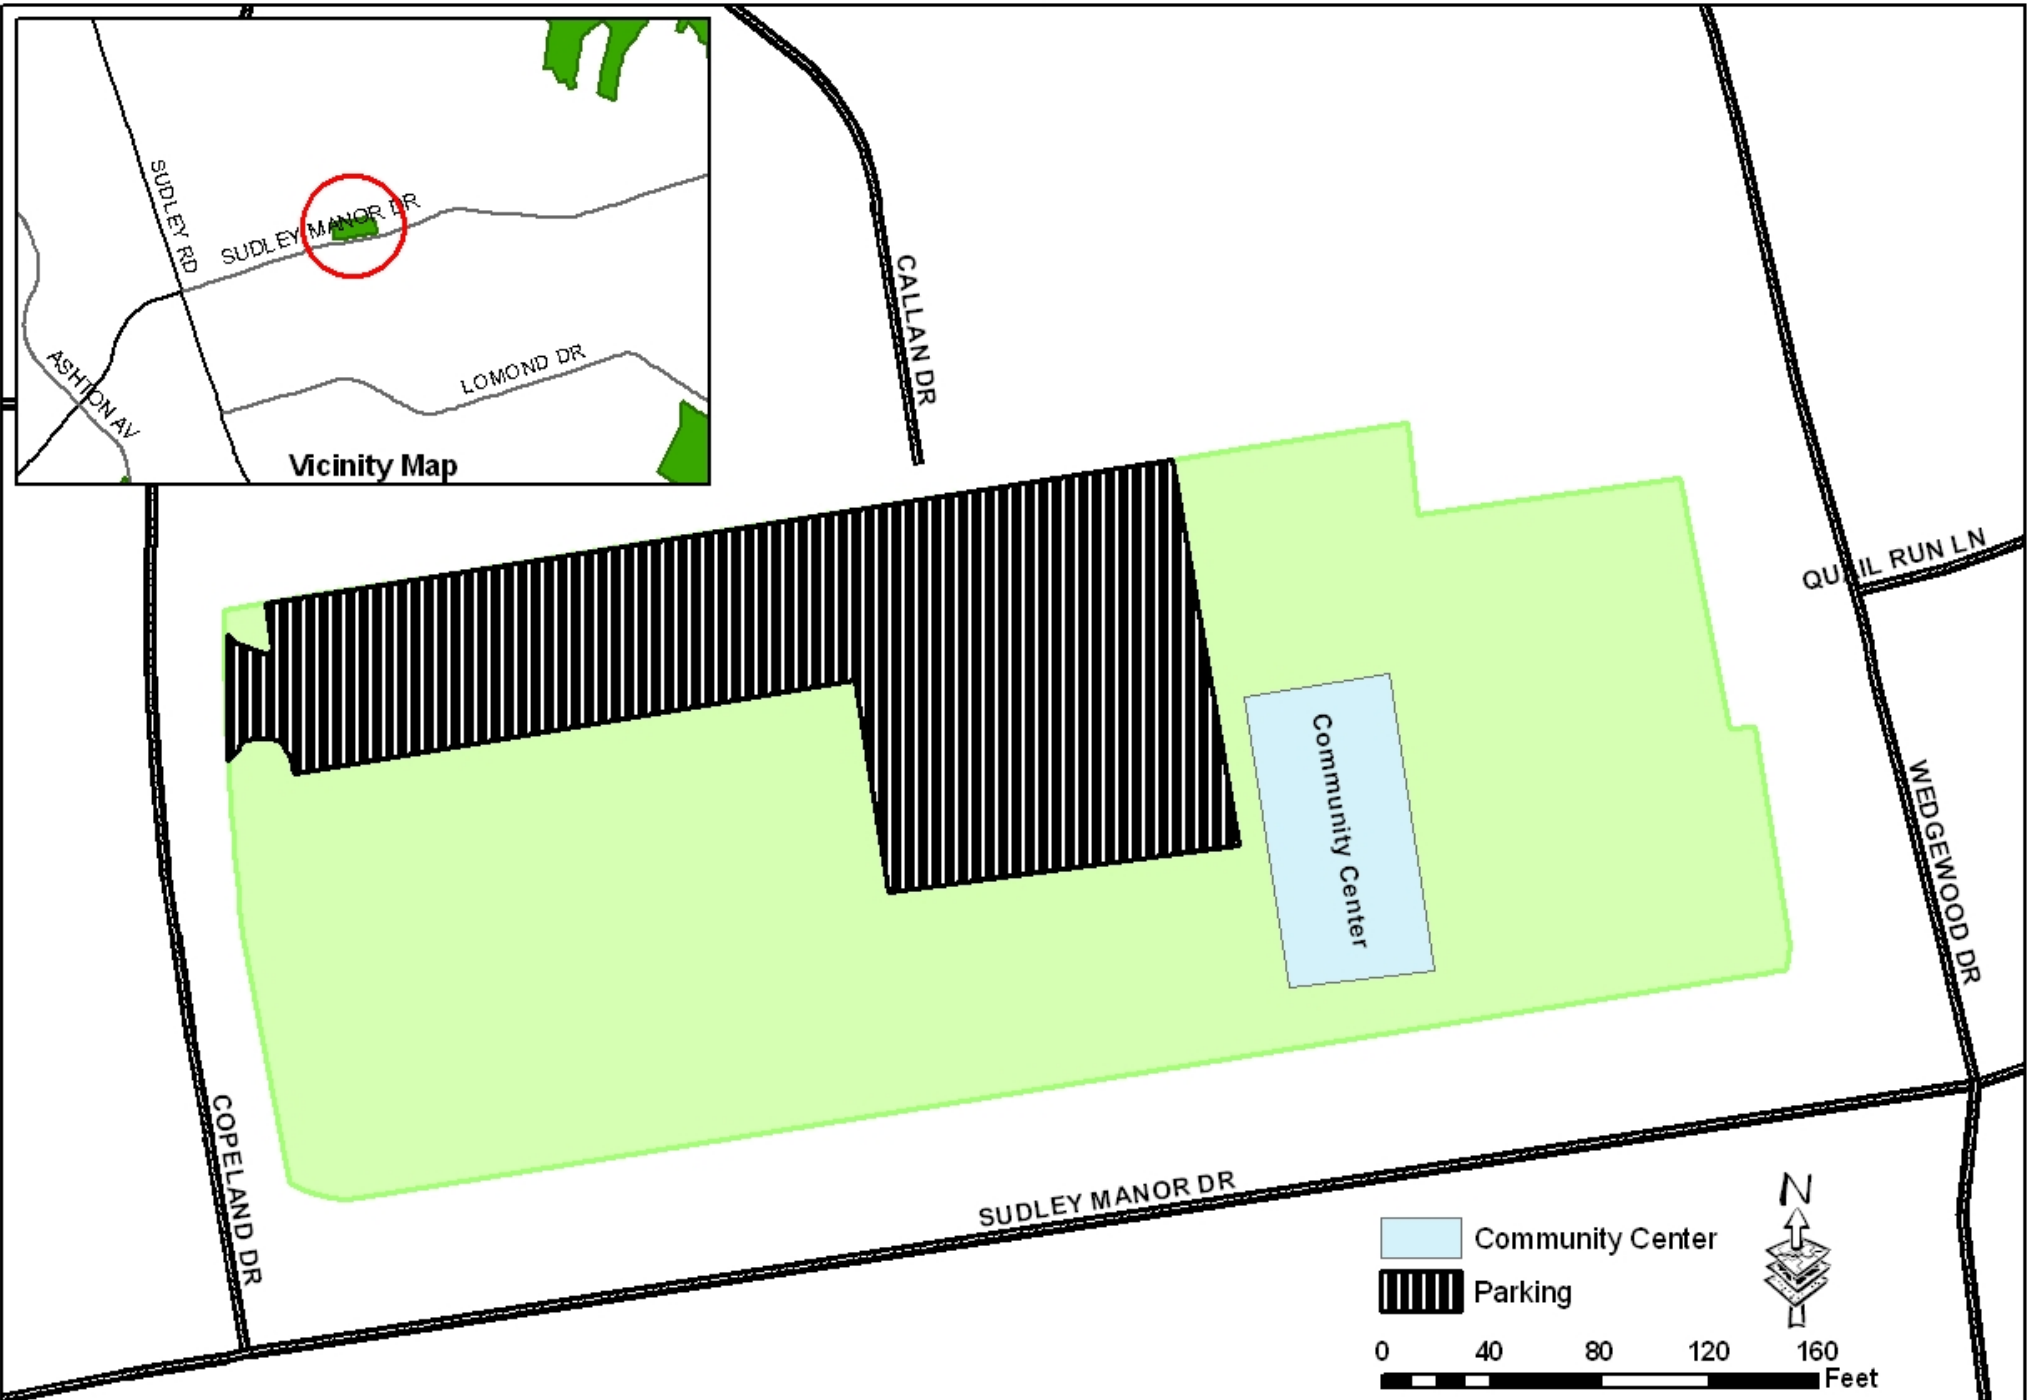 SUDLEY RD
SUDLEY MANOR DR
ASHTON AV
LOMOND DR
Vicinity Map
CALLAN DR
QUAIL RUN LN
Community Center
WEDGEWOOD DR
COPELAND DR
SUDLEY MANOR DR
N
Community Center
Parking
0 40 80 120 160
Feet